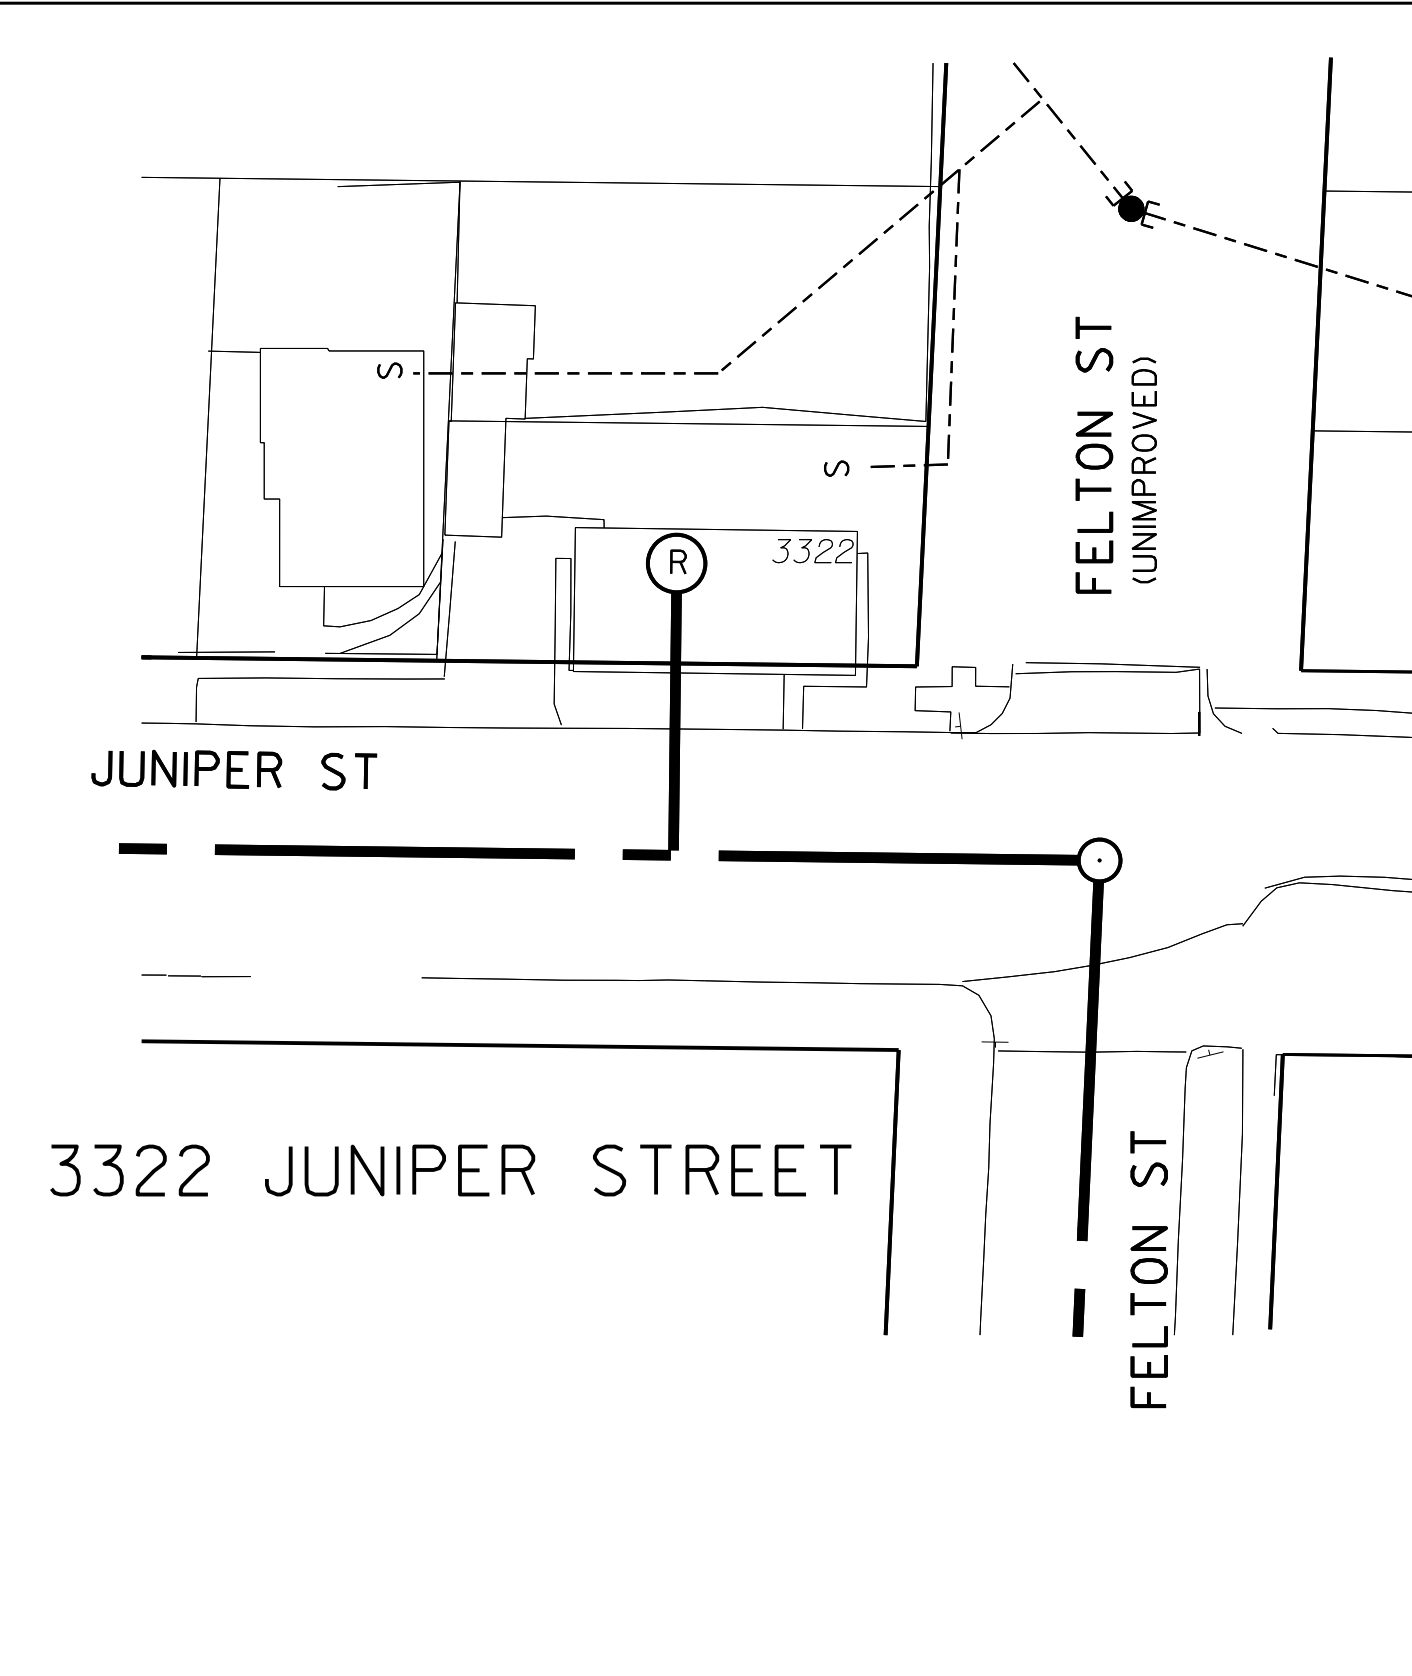 FELTON ST
(UNIMPROVED)
S
S
R
3322
JUNIPER ST
3322 JUNIPER STREET
FELTON ST